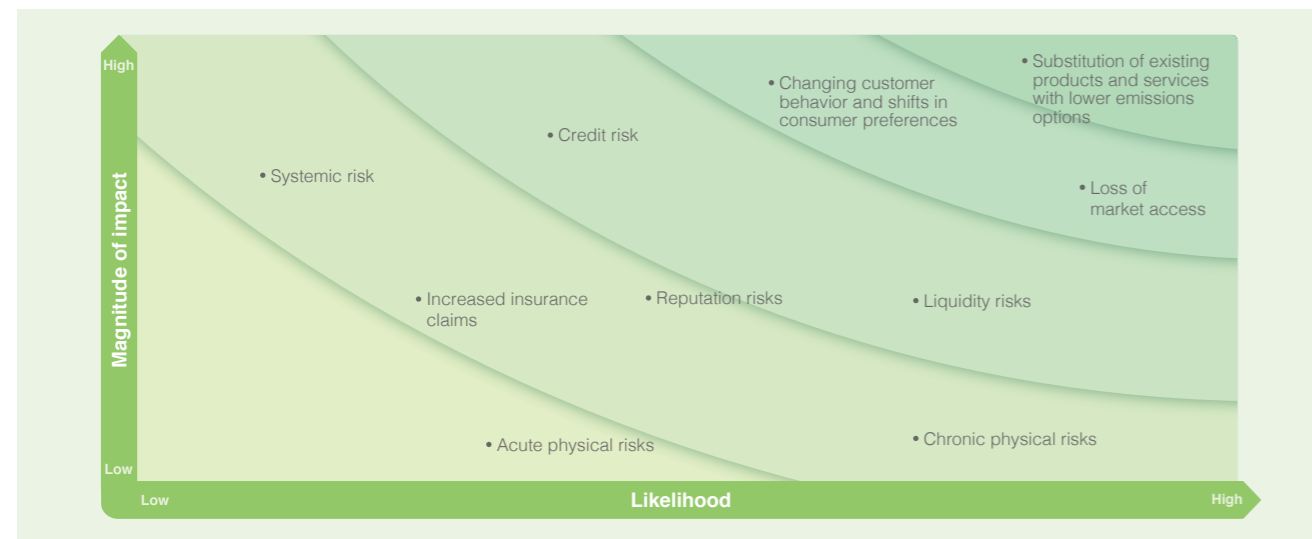 High
Magnitude of impact
Low
• Substitution of existing
products and services
with lower emissions
options
• Changing customer
behavior and shifts in
consumer preferences
• Credit risk
• Systemic risk
• Loss of
market access
• Increased insurance
claims
• Reputation risks
• Liquidity risks
• Acute physical risks
• Chronic physical risks
Low
Likelihood
High